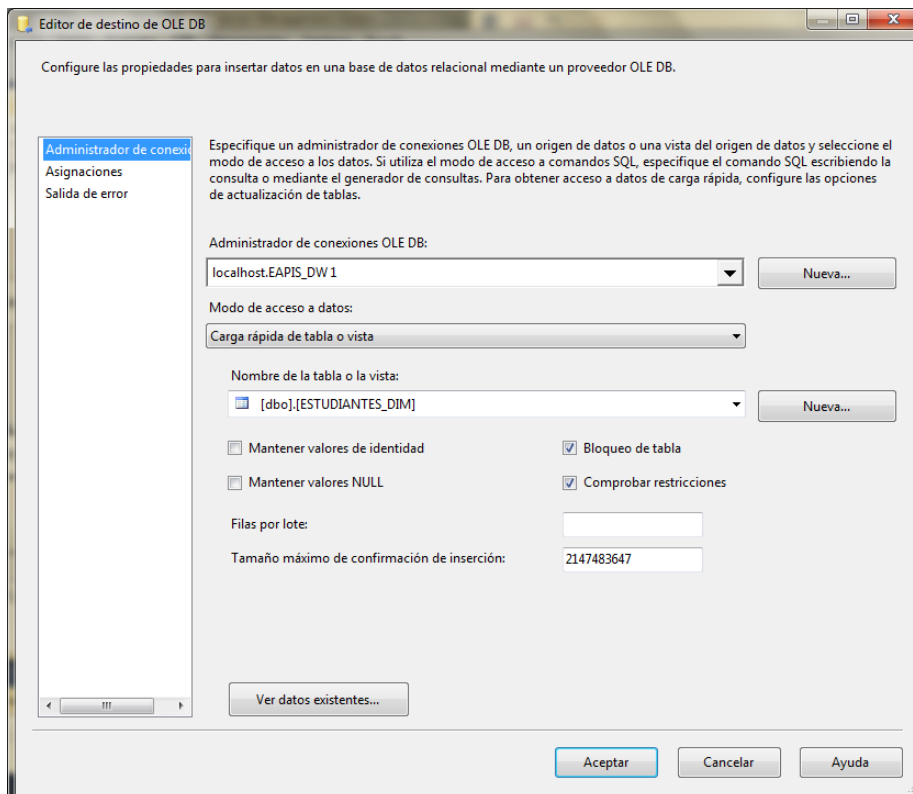 Editor de destino de OLE DB
Configure las propiedades para insertar datos en una base de datos relacional mediante un proveedor OLE DB.
Administrador de conexio
Asignaciones
Salida de error
Especifique un administrador de conexiones OLE DB, un origen de datos o una vista del origen de datos y seleccione el
modo de acceso a los datos. Si utiliza el modo de acceso a comandos SQL, especifique el comando SQL escribiendo la
consulta o mediante el generador de consultas. Para obtener acceso a datos de carga rápida, configure las opciones
de actualización de tablas.
Administrador de conexiones OLE DB:
localhost.EAPIS_DW 1
Nueva...
Modo de acceso a datos:
Carga rápida de tabla o vista
Nombre de la tabla o la vista:
[dbo].[ESTUDIANTES_DIM]
Nueva...
Mantener valores de identidad
Bloqueo de tabla
Mantener valores NULL
Comprobar restricciones
Filas por lote:
Tamaño máximo de confirmación de inserción:
2147483647
Ver datos existentes...
Aceptar
Cancelar
Ayuda